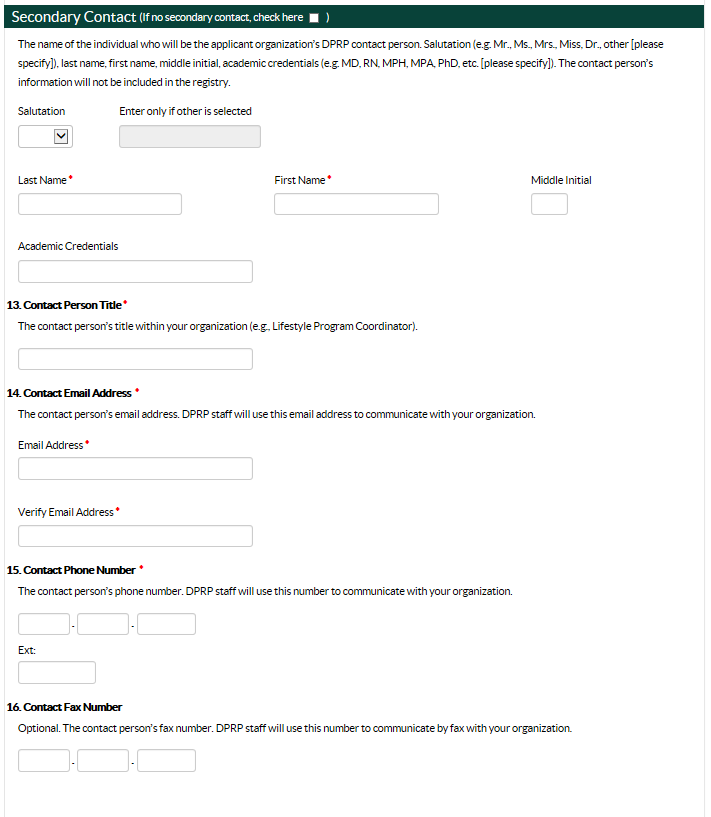 Secondary Contact (If no secondary contact, check here )
The name of the individual who will be the applicant organization's DPRP contact person. Salutation (e.g. Mr., Ms., Mrs., Miss, Dr., other [please
specify]), last name, first name, middle initial, academic credentials (e.g. MD, RN, MPH, MPA, PhD, etc. [please specify]). The contact person's
information will not be included in the registry.
Salutation Enter only if other is selected
Last Name * First Name * Middle Initial
Academic Credentials
13. Contact Person Title *
The contact person's title within your organization (e.g., Lifestyle Program Coordinator).
14. Contact Email Address *
The contact person's email address. DPRP staff will use this email address to communicate with your organization.
Email Address *
Verify Email Address *
15. Contact Phone Number *
The contact person's phone number. DPRP staff will use this number to communicate with your organization.
- -
Ext:
16. Contact Fax Number
Optional. The contact person's fax number. DPRP staff will use this number to communicate by fax with your organization.
- -